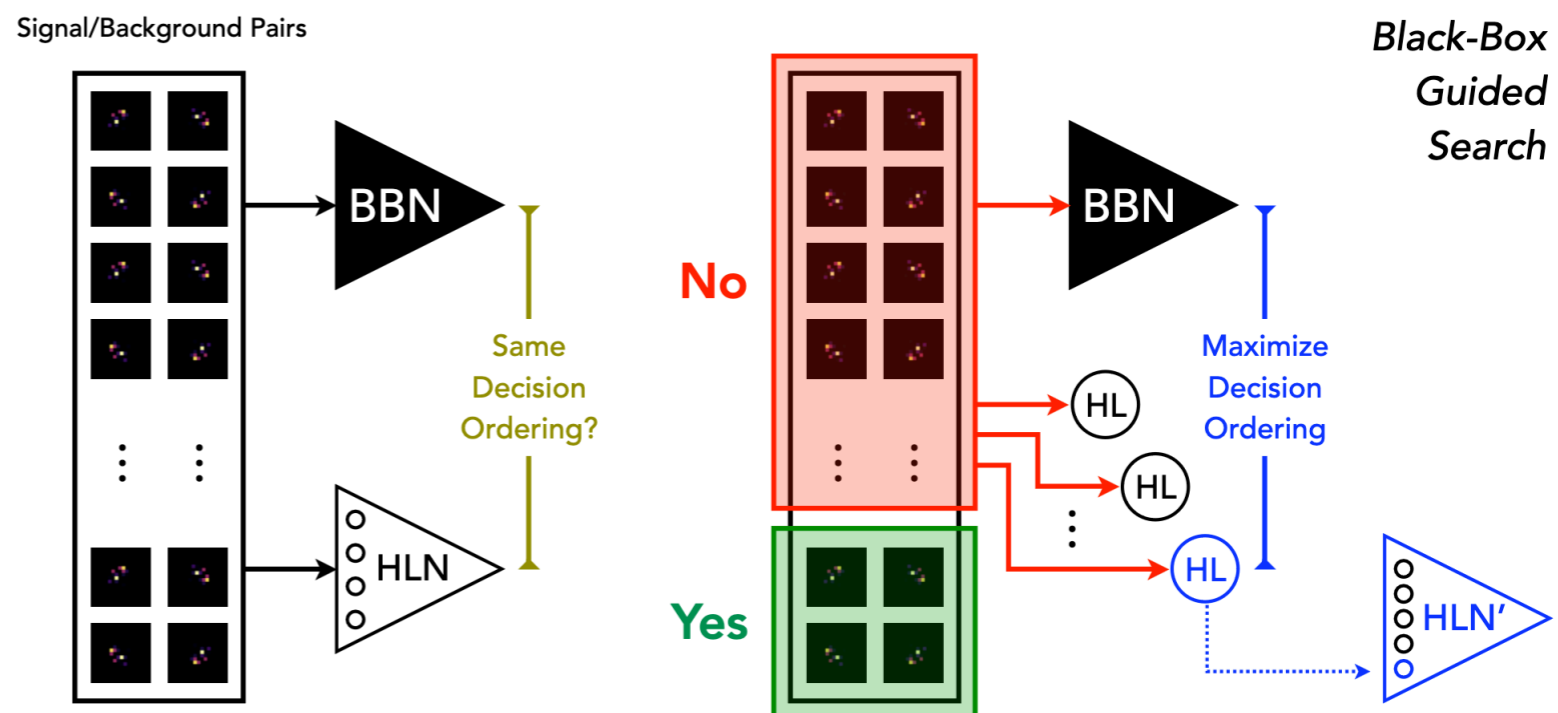 Signal/Background Pairs
BBN
Same
Decision
Ordering?
HLN
No
Yes
BBN
HL
HL
HL
Maximize
Decision
Ordering
HLN’
Black-Box
Guided
Search